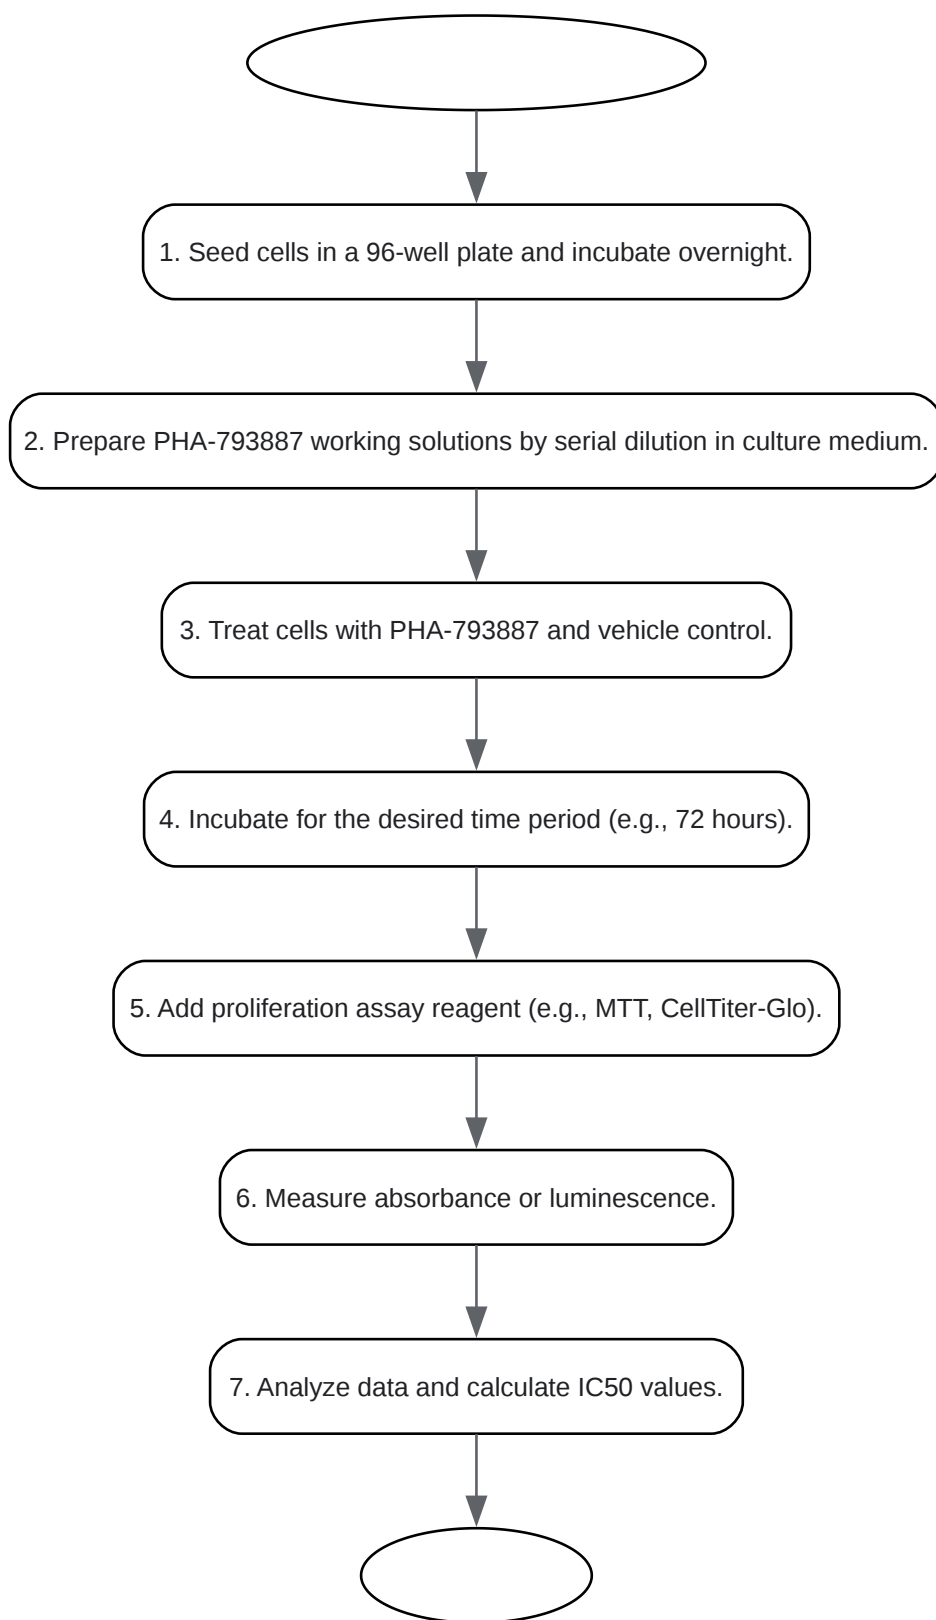 1. Seed cells in a 96-well plate and incubate overnight.
2. Prepare PHA-793887 working solutions by serial dilution in culture medium.
3. Treat cells with PHA-793887 and vehicle control.
4. Incubate for the desired time period (e.g., 72 hours).
5. Add proliferation assay reagent (e.g., MTT, CellTiter-Glo).
6. Measure absorbance or luminescence.
7. Analyze data and calculate IC50 values.